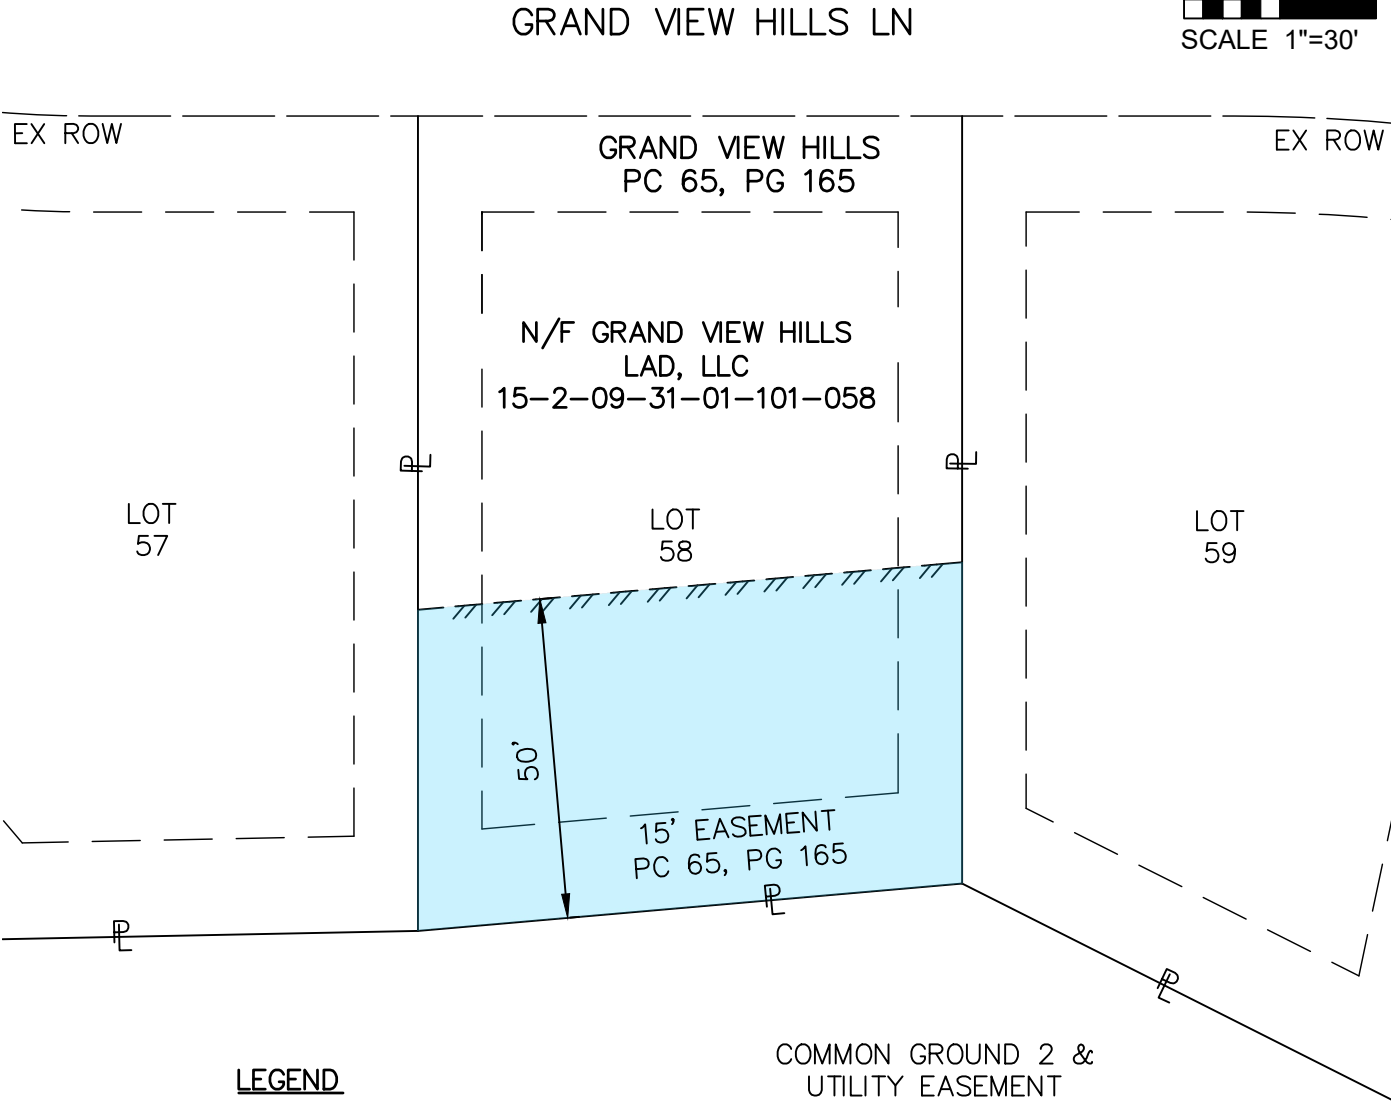 GRAND VIEW HILLS LN
SCALE 1"=30'
EX ROW
EX ROW
GRAND VIEW HILLS
PC 65, PG 165
N/F GRAND VIEW HILLS
LAD, LLC
15-2-09-31-01-101-058
PL
PL
LOT
57
LOT
58
LOT
59
50'
15' EASEMENT
PC 65, PG 165
PL
PL
PL
COMMON GROUND 2 &
UTILITY EASEMENT
LEGEND